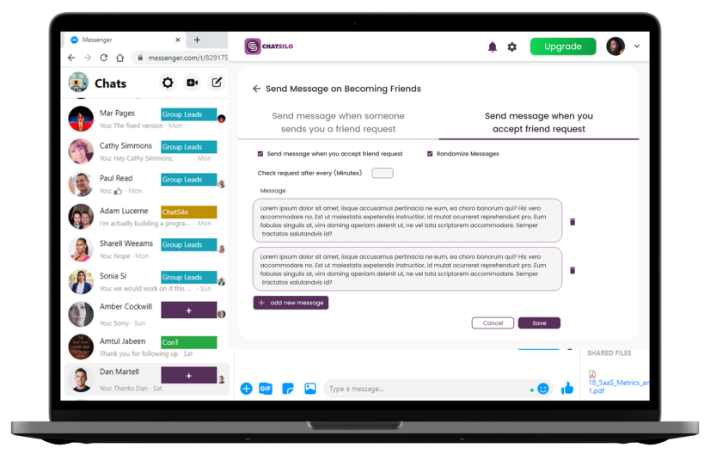 Messenger × +
messenger.com/t/829175
Chats
Mar Pages
You: The fixed version · Mon
Group Leads
Cathy Simmons
You: Hey Cathy Simmons, · Mon
Group Leads
Paul Read
You: 👍 · Mon
Group Leads
Adam Lucerne
I'm actually building a progra... · Mon
ChatSilo
Sharell Weeams
You: Nope · Mon
Group Leads
Sonia Si
You: we would work on it this ... · Sun
Group Leads
Amber Cockwill
You: Sorry · Sun
+
Amtul Jabeen
Thank you for following up · Sat
ConT
Dan Martell
You: Thanks Dan · Sat
+
CHATSILO
Upgrade
← Send Message on Becoming Friends
Send message when someone
sends you a friend request
Send message when you
accept friend request
Send message when you accept friend request
Randomize Messages
Check request after every (Minutes)
Message
Lorem ipsum dolor sit amet, iisque accusamus pertinacia ne eum, ea choro bonorum qui? His vero
accommodare no. Est ut maiestatis expetendis instructior, id mutat ocurreret reprehendunt pro. Eum
fabulas singulis at, vim doming aperiam delenit ut, ne vel tota scriptorem accommodare. Semper
tractatos salutandvis id?
Lorem ipsum dolor sit amet, iisque accusamus pertinacia ne eum, ea choro bonorum qui? His vero
accommodare no. Est ut maiestatis expetendis instructior, id mutat ocurreret reprehendunt pro. Eum
fabulas singulis at, vim doming aperiam delenit ut, ne vel tota scriptorem accommodare. Semper
tractatos salutandvis id?
+ add new message
Cancel
Save
SHARED FILES
18_SaaS_Metrics_an
1.pdf
GIF
Type a message...